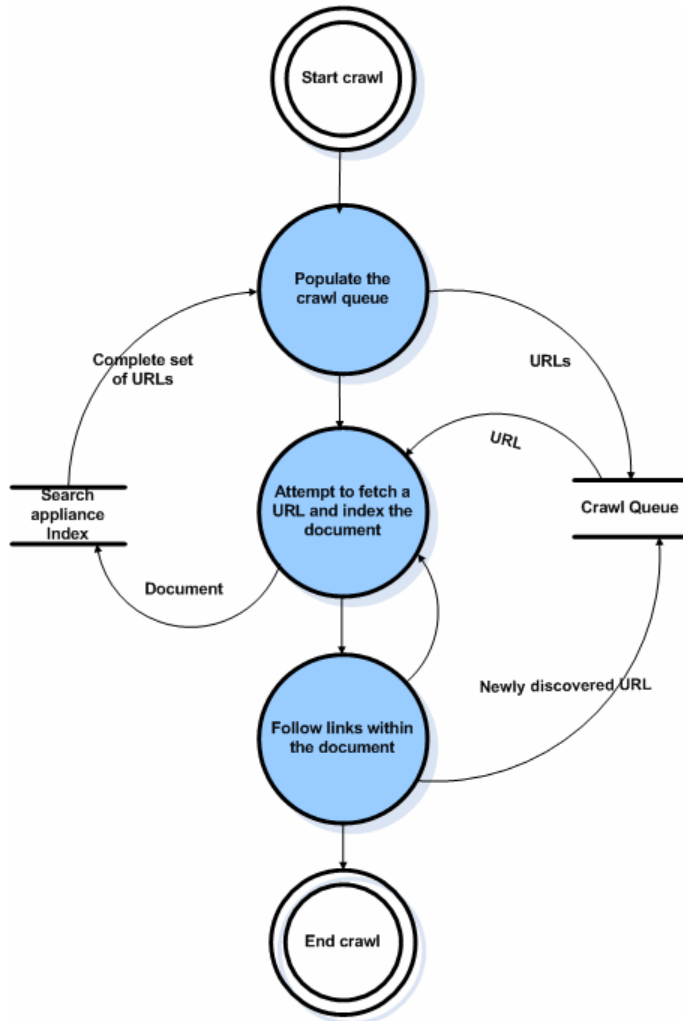 Start crawl
Populate the
crawl queue
Complete set
of URLs
URLs
URL
Search
appliance
Index
Attempt to fetch a
URL and index the
document
Crawl Queue
Document
Newly discovered URL
Follow links within
the document
End crawl